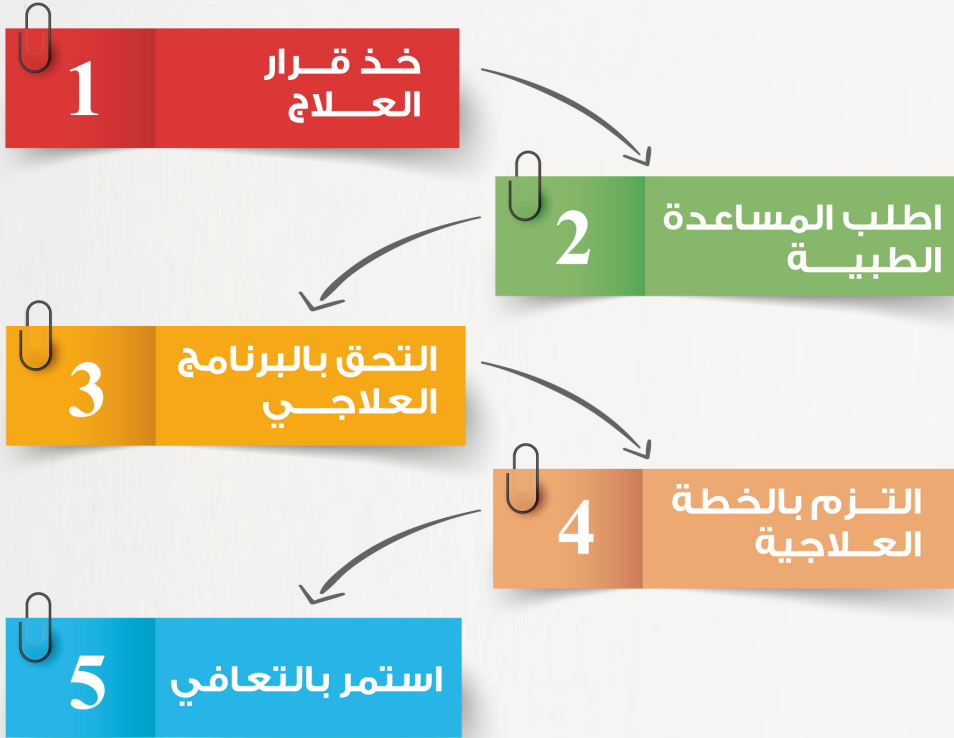 1
خذ قرار
العلاج
2
اطلب المساعدة
الطبية
3
التحق بالبرنامج
العلاجي
4
التزم بالخطة
العلاجية
5
استمر بالتعافي